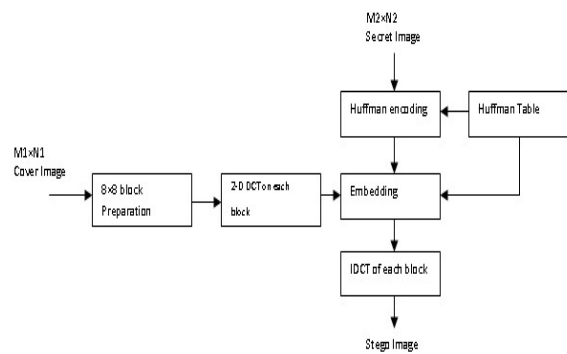 M2×N2
Secret Image
Huffman encoding
Huffman Table
M1×N1
Cover Image
8×8 block
Preparation
2-D DCT on each
block
Embedding
IDCT of each block
Stego Image